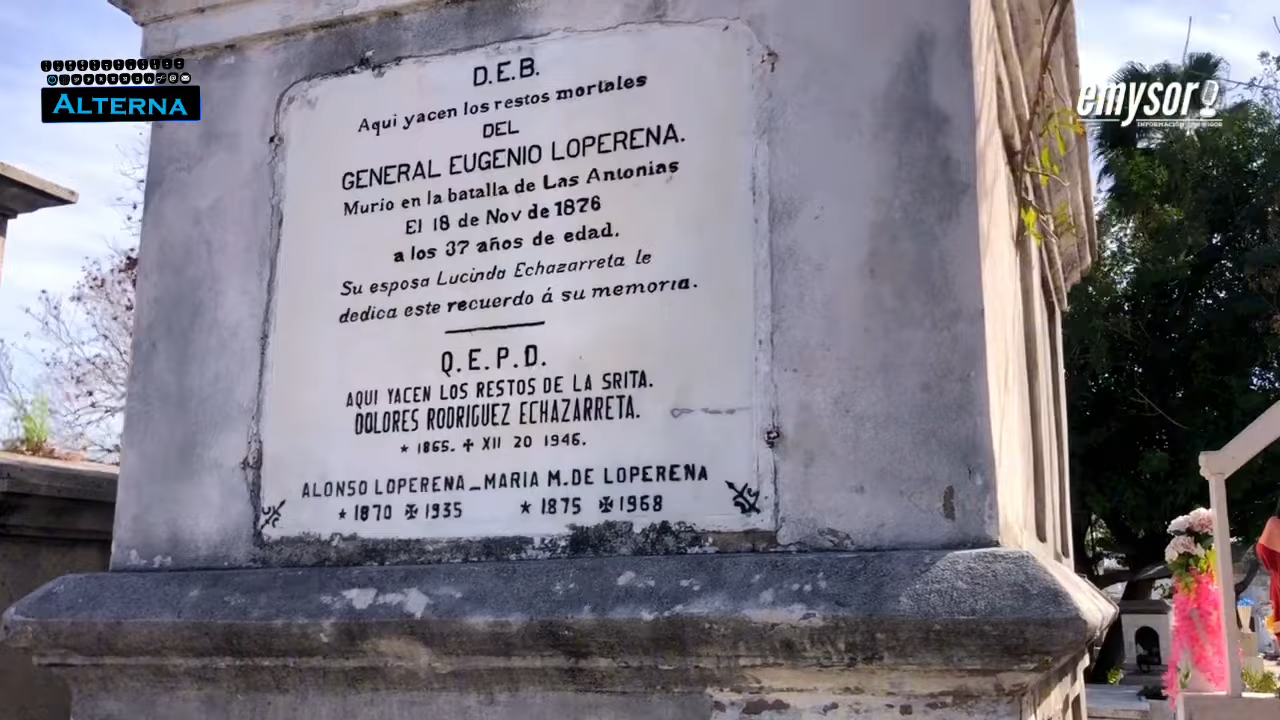 ALTERNA
emysor
D.E.B.
Aqui yacen los restos mortales
DEL
GENERAL EUGENIO LOPERENA.
Murio en la batalla de Las Antonias
El 18 de Nov de 1876
a los 37 años de edad.
Su esposa Lucinda Echazarreta le
dedica este recuerdo á su memoria.
Q.E.P.D.
AQUI YACEN LOS RESTOS DE LA SRITA.
DOLORES RODRIGUEZ ECHAZARRETA.
* 1865. ✝ XII 20 1946.
ALONSO LOPERENA_MARIA M.DE LOPERENA
* 1870 ✠ 1935 * 1875 ✠ 1968